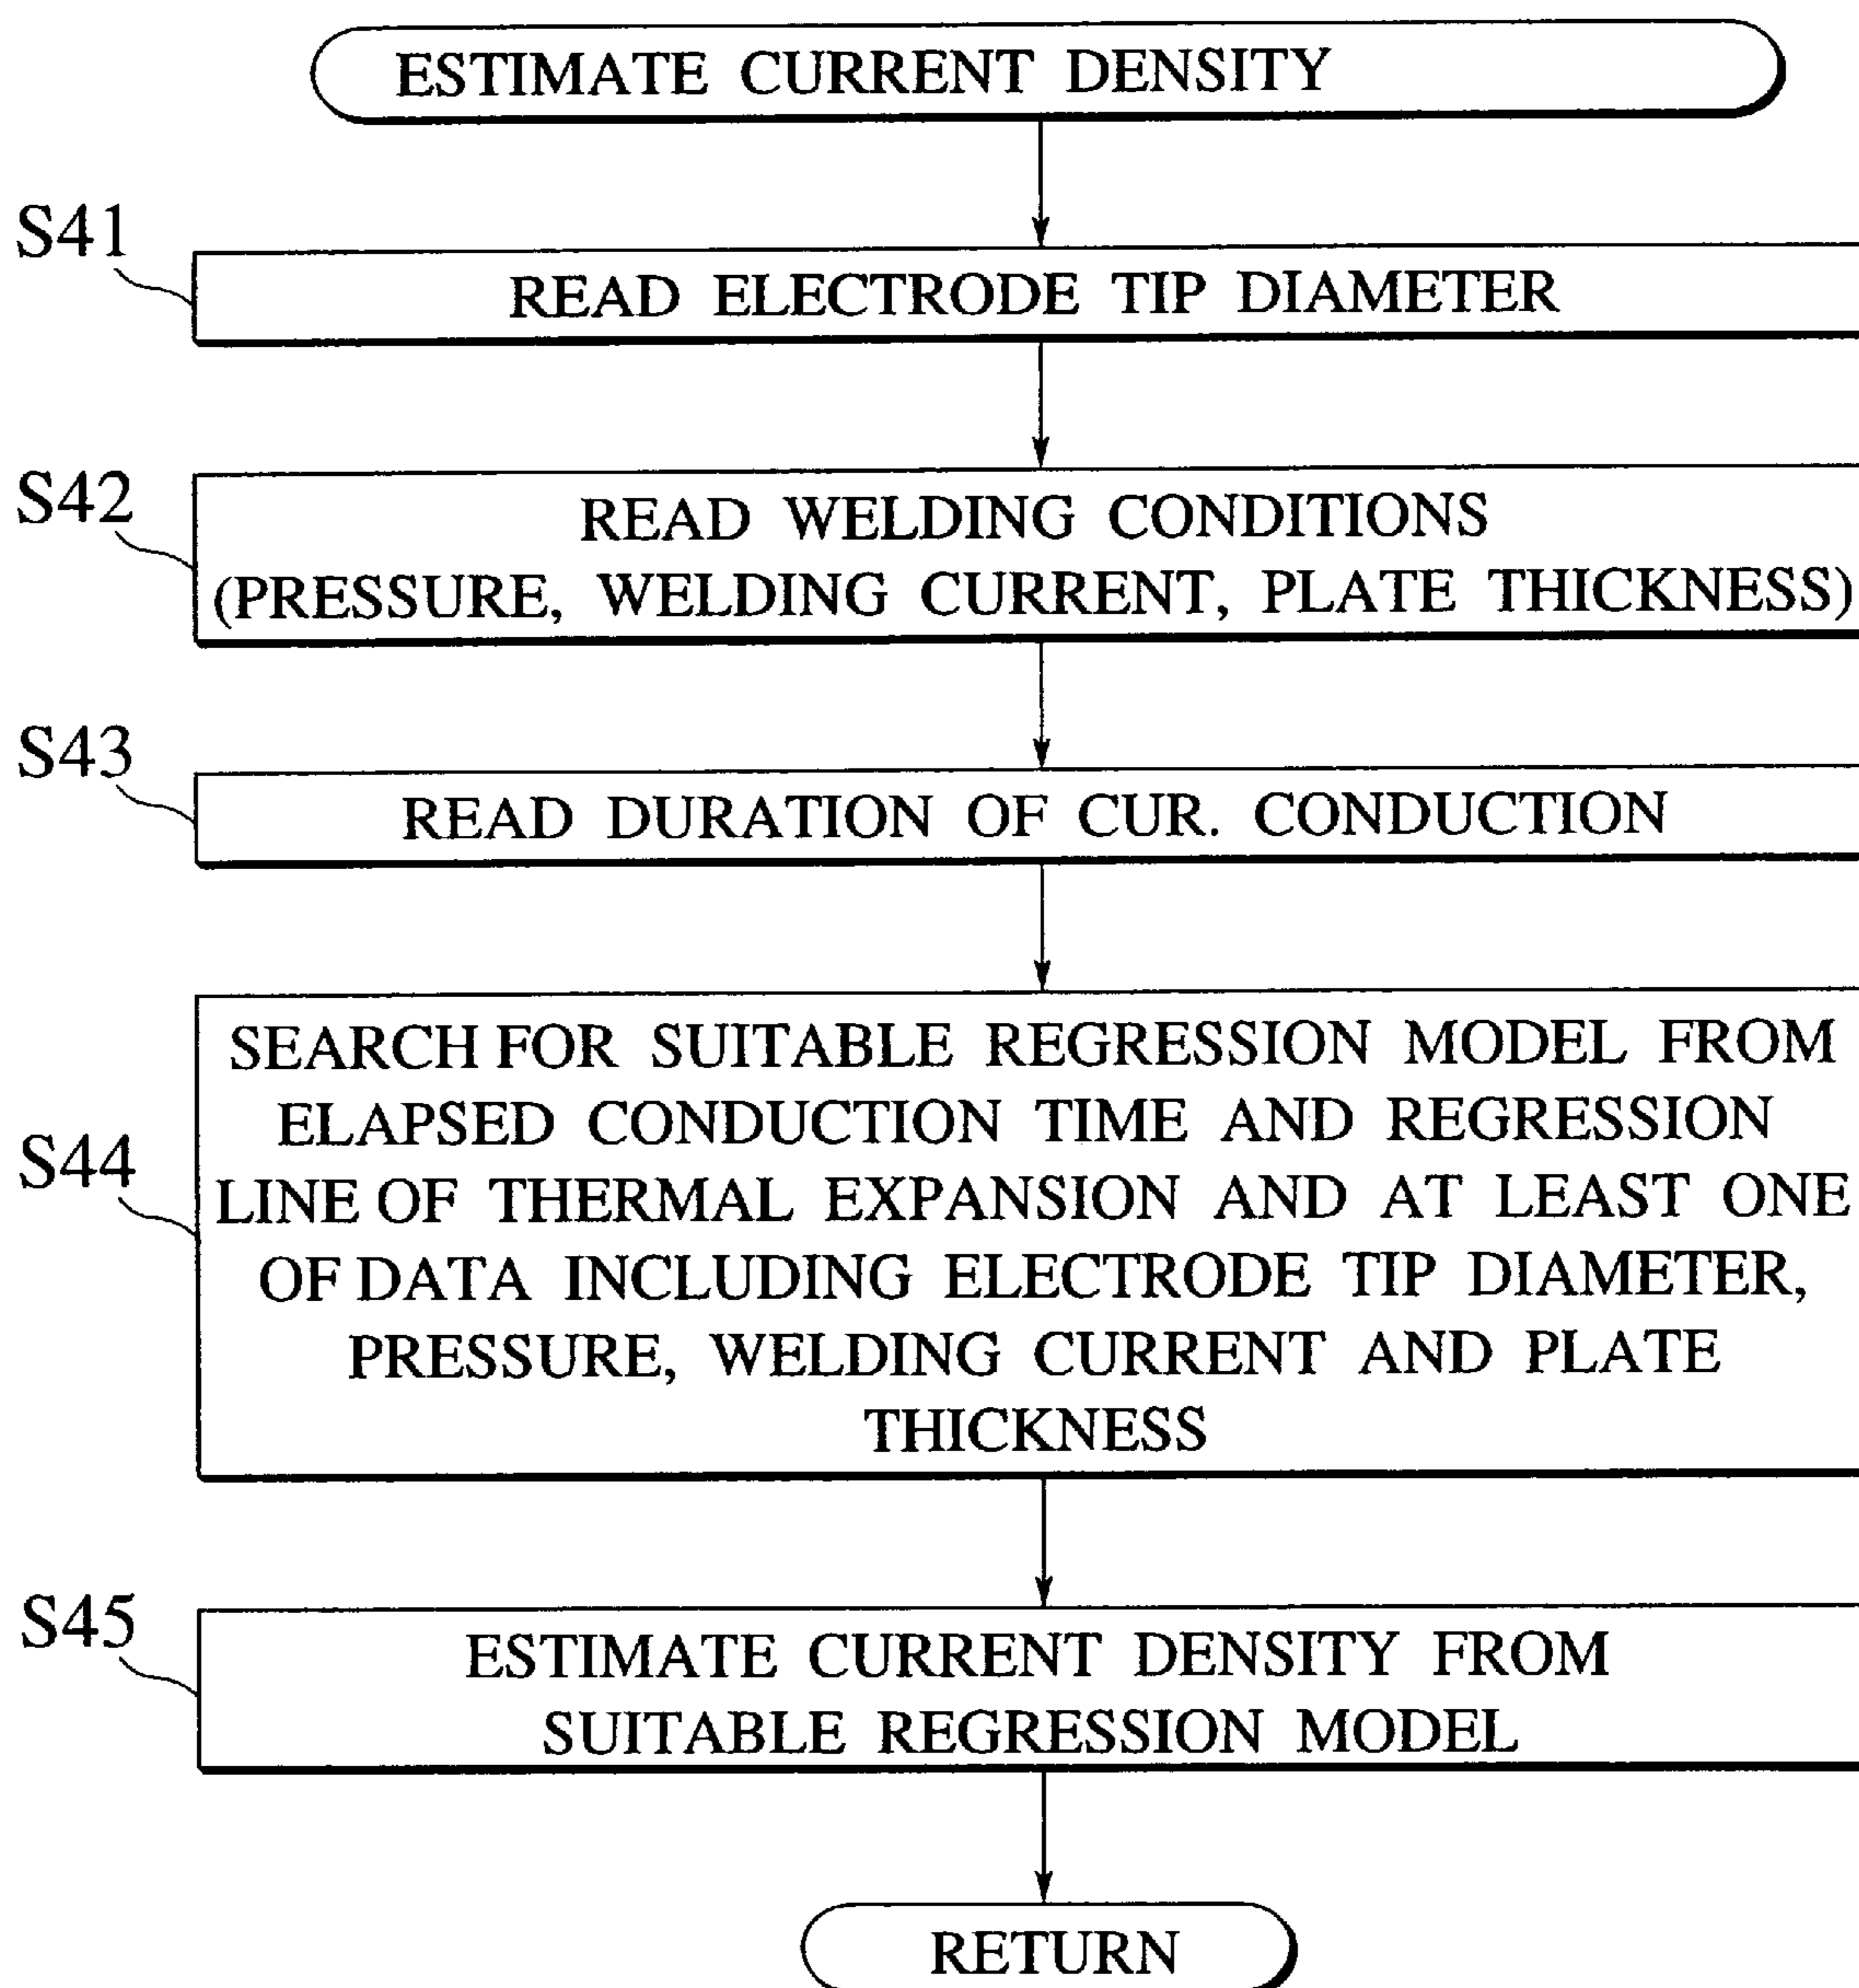 ESTIMATE CURRENT DENSITY
S41
READ ELECTRODE TIP DIAMETER
S42
READ WELDING CONDITIONS
(PRESSURE, WELDING CURRENT, PLATE THICKNESS)
S43
READ DURATION OF CUR. CONDUCTION
S44
SEARCH FOR SUITABLE REGRESSION MODEL FROM
ELAPSED CONDUCTION TIME AND REGRESSION
LINE OF THERMAL EXPANSION AND AT LEAST ONE
OF DATA INCLUDING ELECTRODE TIP DIAMETER,
PRESSURE, WELDING CURRENT AND PLATE
THICKNESS
S45
ESTIMATE CURRENT DENSITY FROM
SUITABLE REGRESSION MODEL
RETURN